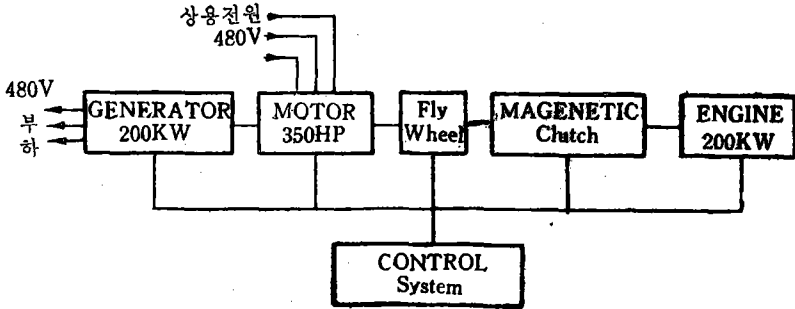 상용전원
480V
480V
부
하
GENERATOR
200KW
MOTOR
350HP
Fly
Wheel
MAGENETIC
Clutch
ENGINE
200KW
CONTROL
System